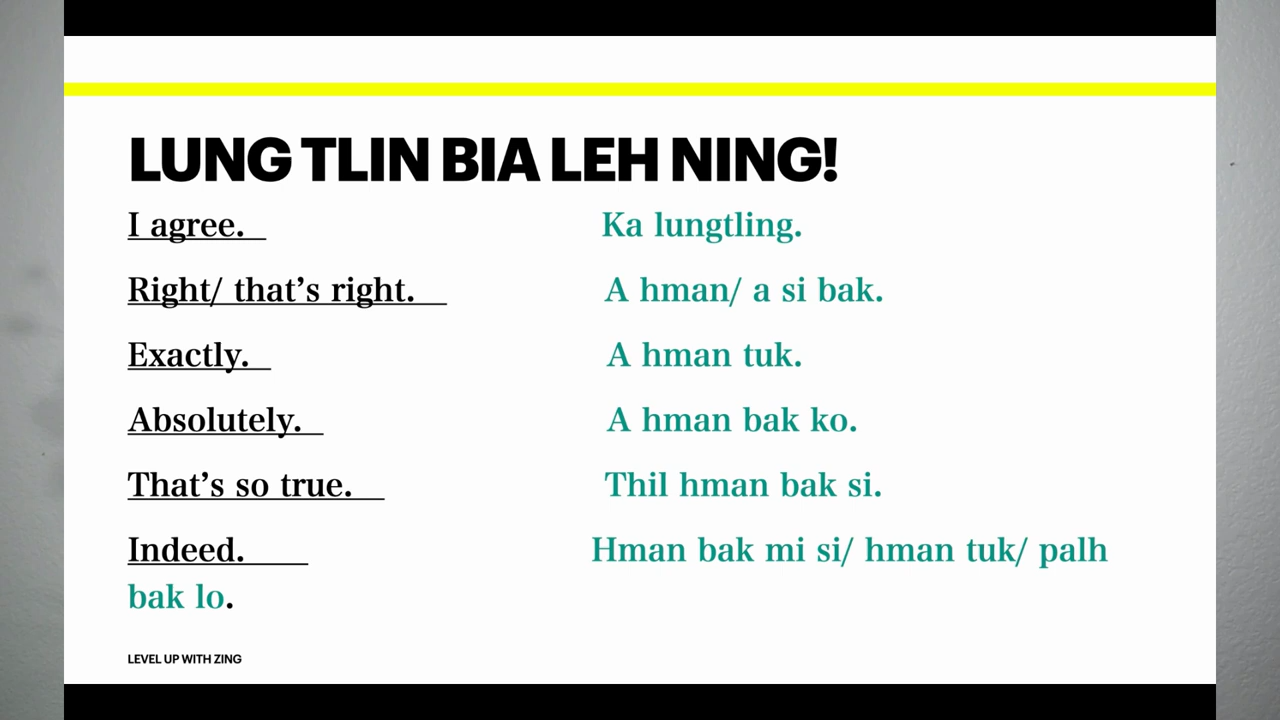 LUNG TLIN BIA LEH NING!
I agree. Ka lungtling.
Right/ that's right. A hman/ a si bak.
Exactly. A hman tuk.
Absolutely. A hman bak ko.
That's so true. Thil hman bak si.
Indeed. Hman bak mi si/ hman tuk/ palh
bak lo.
LEVEL UP WITH ZING